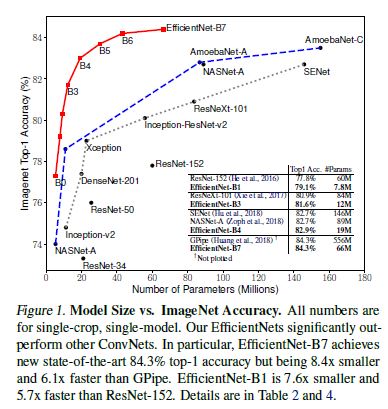 84
82
80
78
76
74
Imagenet Top-1 Accuracy (%)
EfficientNet-B7
B6
B5
B4
B3
B0
AmoebaNet-A
AmoebaNet-C
NASNet-A
SENet
ResNeXt-101
Inception-ResNet-v2
Xception
ResNet-152
DenseNet-201
ResNet-50
Inception-v2
NASNet-A
ResNet-34
Top1 Acc. #Params
ResNet-152 (He et al., 2016) 77.8% 60M
EfficientNet-B1 79.1% 7.8M
ResNeXt-101 (Xie et al., 2017) 80.9% 84M
EfficientNet-B3 81.6% 12M
SENet (Hu et al., 2018) 82.7% 146M
NASNet-A (Zoph et al., 2018) 82.7% 89M
EfficientNet-B4 82.9% 19M
GPipe (Huang et al., 2018) † 84.3% 556M
EfficientNet-B7 84.3% 66M
†Not plotted
0 20 40 60 80 100 120 140 160 180
Number of Parameters (Millions)
Figure 1. Model Size vs. ImageNet Accuracy. All numbers are
for single-crop, single-model. Our EfficientNets significantly out-
perform other ConvNets. In particular, EfficientNet-B7 achieves
new state-of-the-art 84.3% top-1 accuracy but being 8.4x smaller
and 6.1x faster than GPipe. EfficientNet-B1 is 7.6x smaller and
5.7x faster than ResNet-152. Details are in Table 2 and 4.